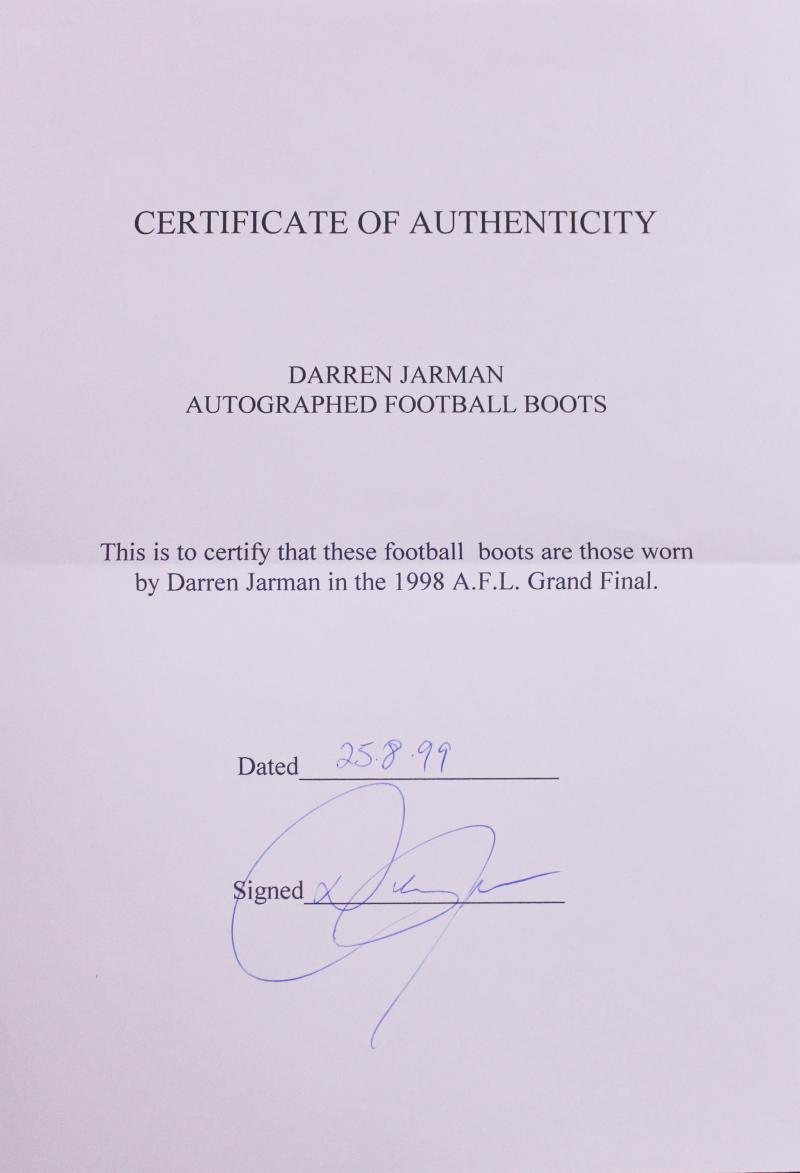 CERTIFICATE OF AUTHENTICITY
DARREN JARMAN
AUTOGRAPHED FOOTBALL BOOTS
This is to certify that these football boots are those worn
by Darren Jarman in the 1998 A.F.L. Grand Final.
Dated 25.8.99
Signed